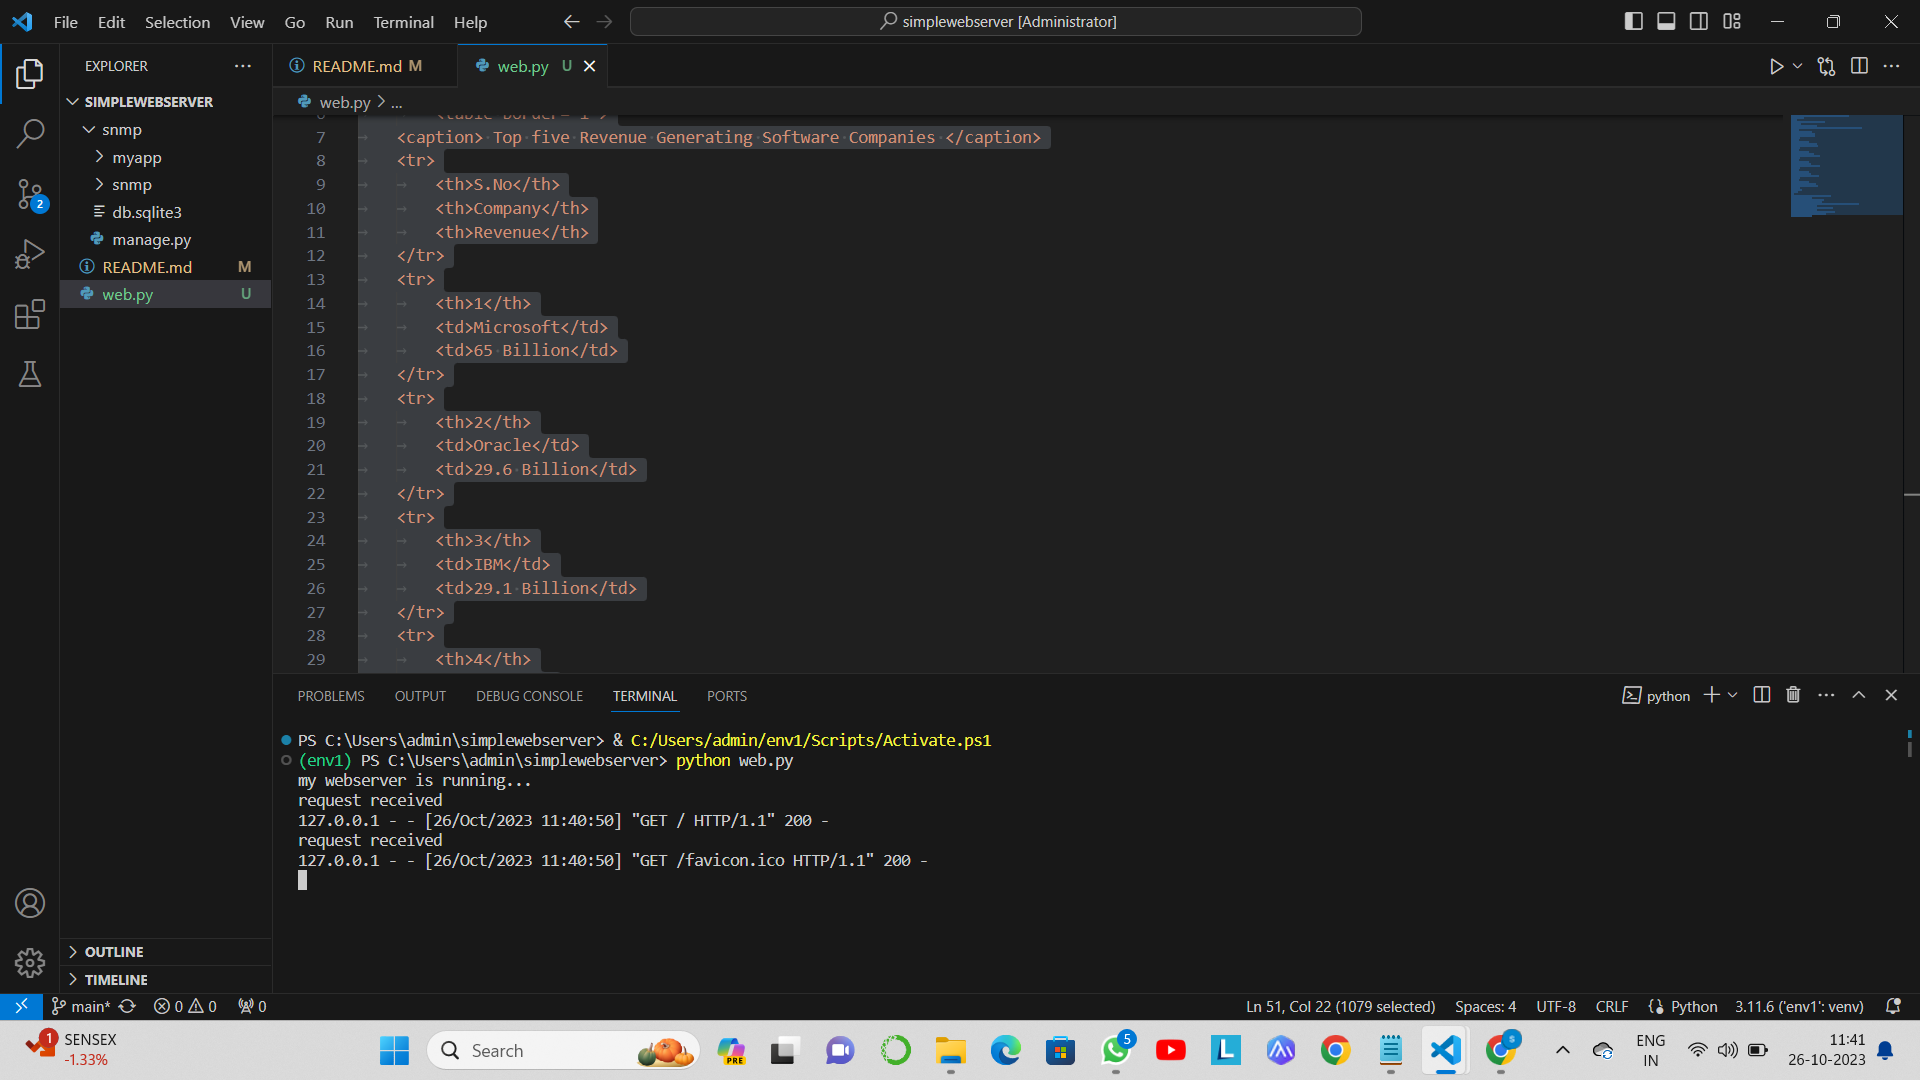 File Edit Selection View Go Run Terminal Help
simplewebserver [Administrator]
EXPLORER
SIMPLEWEBSERVER
snmp
myapp
snmp
db.sqlite3
manage.py
README.md M
web.py U
OUTLINE
TIMELINE
README.md M
web.py U
web.py > ...
7 <caption> Top five Revenue Generating Software Companies </caption>
8 <tr>
9 <th>S.No</th>
10 <th>Company</th>
11 <th>Revenue</th>
12 </tr>
13 <tr>
14 <th>1</th>
15 <td>Microsoft</td>
16 <td>65 Billion</td>
17 </tr>
18 <tr>
19 <th>2</th>
20 <td>Oracle</td>
21 <td>29.6 Billion</td>
22 </tr>
23 <tr>
24 <th>3</th>
25 <td>IBM</td>
26 <td>29.1 Billion</td>
27 </tr>
28 <tr>
29 <th>4</th>
PROBLEMS OUTPUT DEBUG CONSOLE TERMINAL PORTS
python
PS C:\Users\admin\simplewebserver> & C:/Users/admin/env1/Scripts/Activate.ps1
(env1) PS C:\Users\admin\simplewebserver> python web.py
my webserver is running...
request received
127.0.0.1 - - [26/Oct/2023 11:40:50] "GET / HTTP/1.1" 200 -
request received
127.0.0.1 - - [26/Oct/2023 11:40:50] "GET /favicon.ico HTTP/1.1" 200 -
2
main* 0 0 0
Ln 51, Col 22 (1079 selected) Spaces: 4 UTF-8 CRLF Python 3.11.6 ('env1': venv)
1 SENSEX
-1.33%
Search
PRE
5
L
s
ENG
IN
11:41
26-10-2023